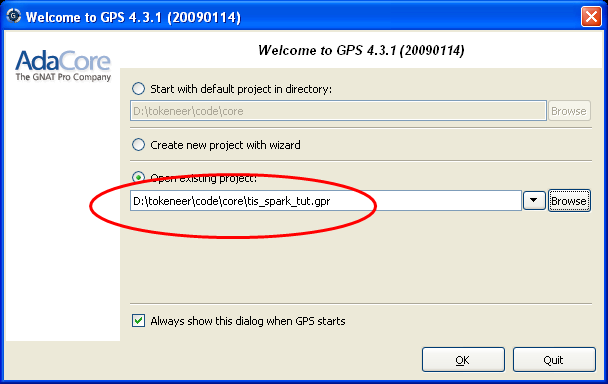 Welcome to GPS 4.3.1 (20090114)
Welcome to GPS 4.3.1 (20090114)
AdaCore
The GNAT Pro Company
Start with default project in directory:
D:\tokeneer\code\core
Browse
Create new project with wizard
Open existing project:
D:\tokeneer\code\core\tis_spark_tut.gpr
Browse
Always show this dialog when GPS starts
OK
Quit